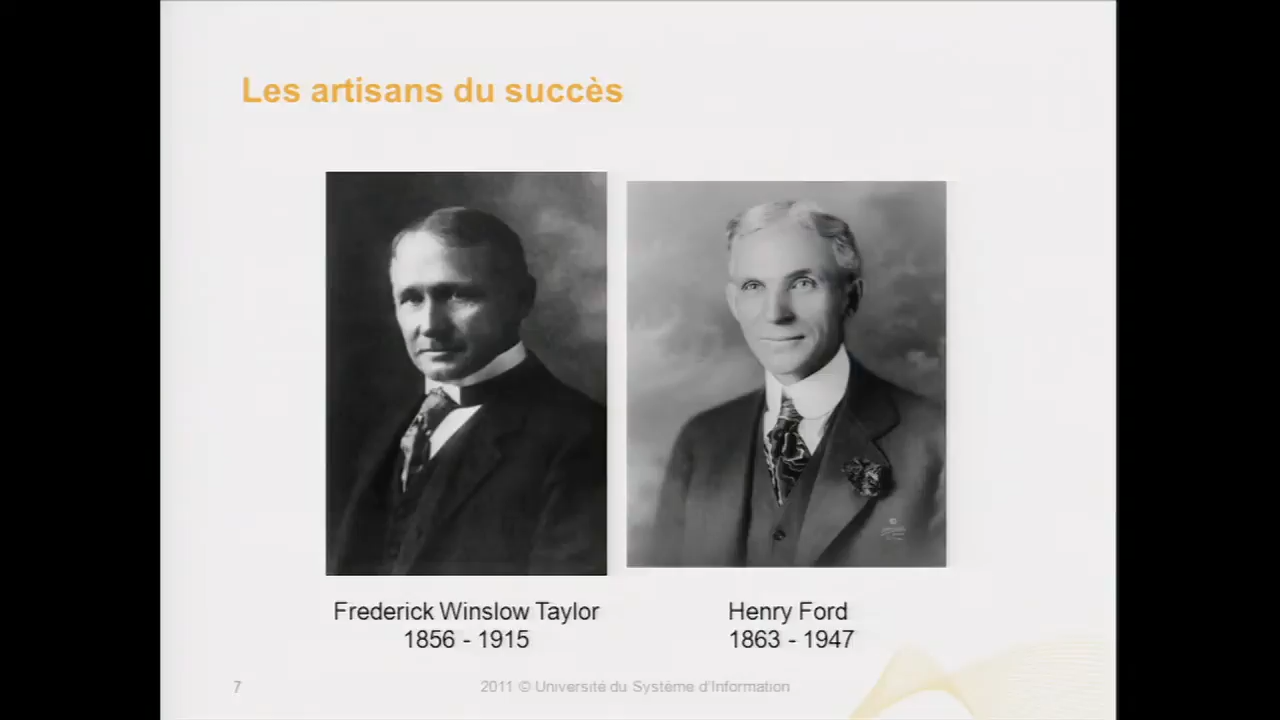 Les artisans du succès
Frederick Winslow Taylor
1856 - 1915
Henry Ford
1863 - 1947
7
2011 © Université du Système d'Information